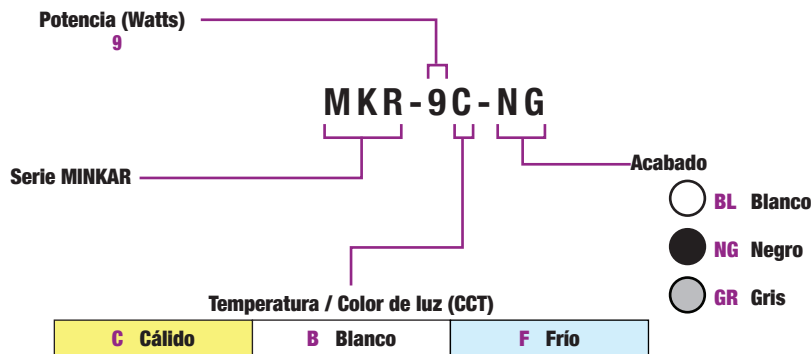 Potencia (Watts)
9
MKR-9C-NG
Serie MINKAR
Acabado
BL Blanco
NG Negro
GR Gris
Temperatura / Color de luz (CCT)
C Cálido
B Blanco
F Frío